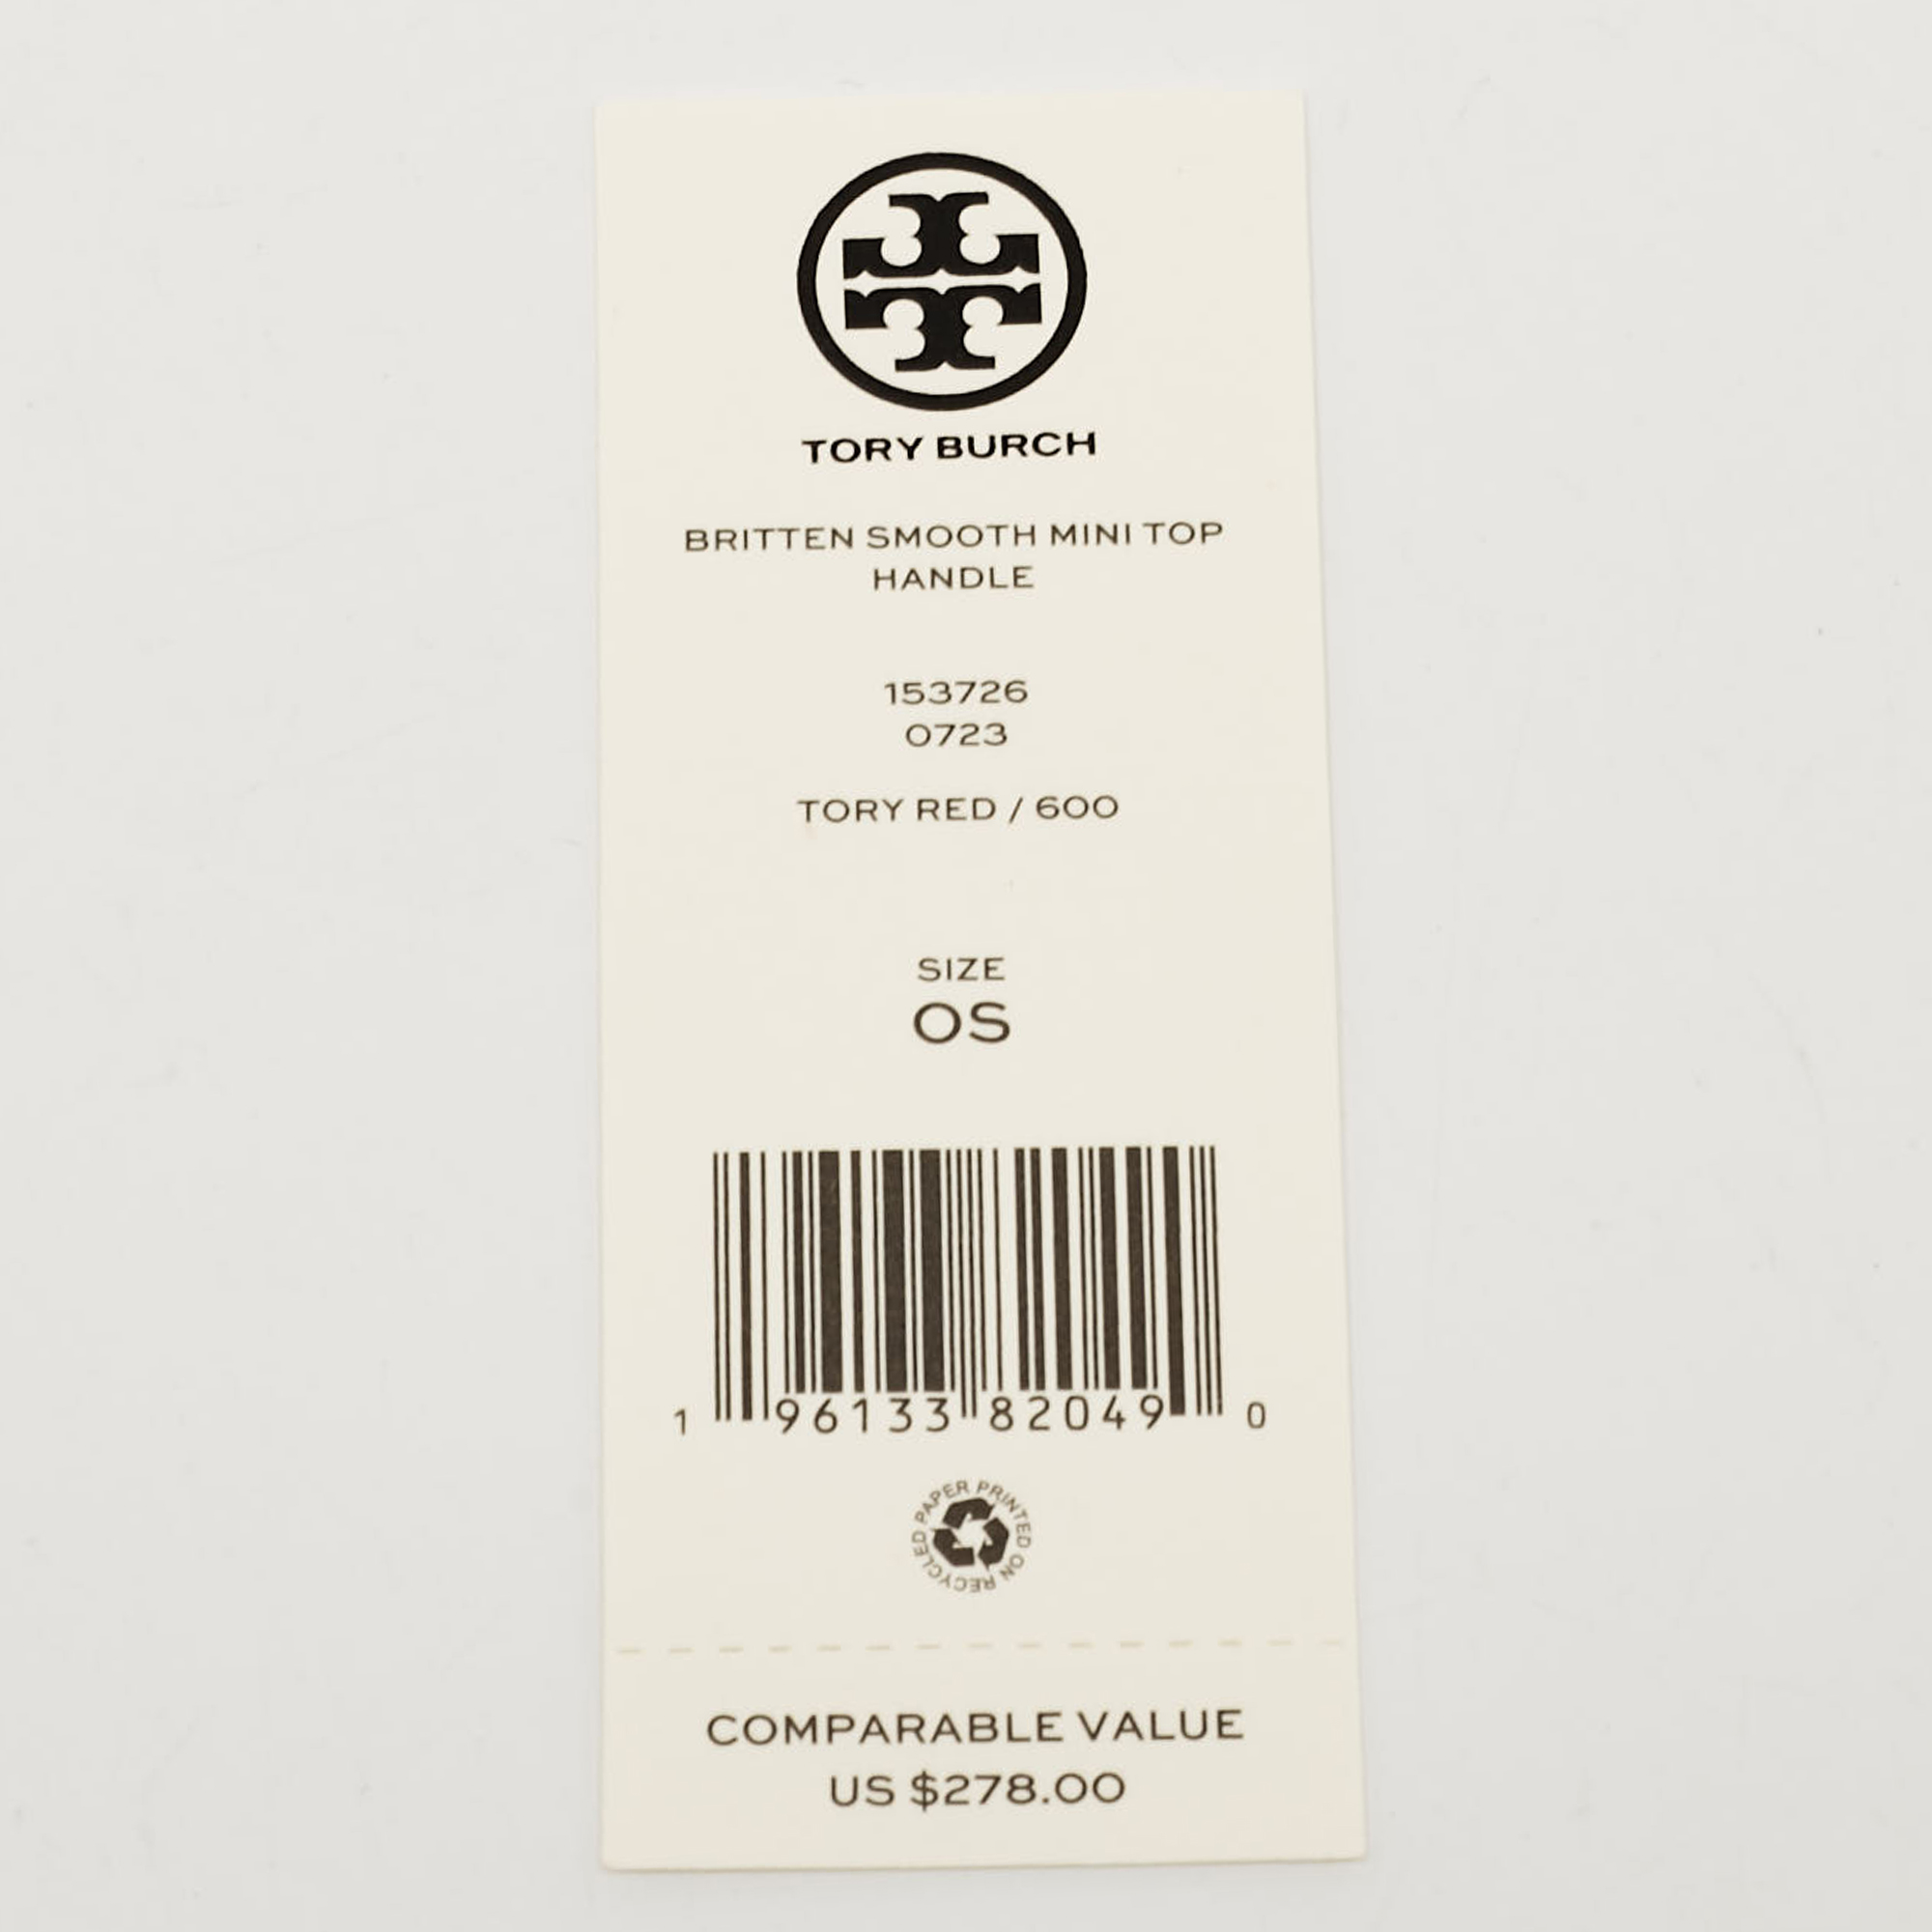 TORY BURCH
BRITTEN SMOOTH MINI TOP
HANDLE
153726
0723
TORY RED / 600
SIZE
OS
1 96133 82049 0
PRINTED ON RECYCLED PAPER
COMPARABLE VALUE
US $278.00